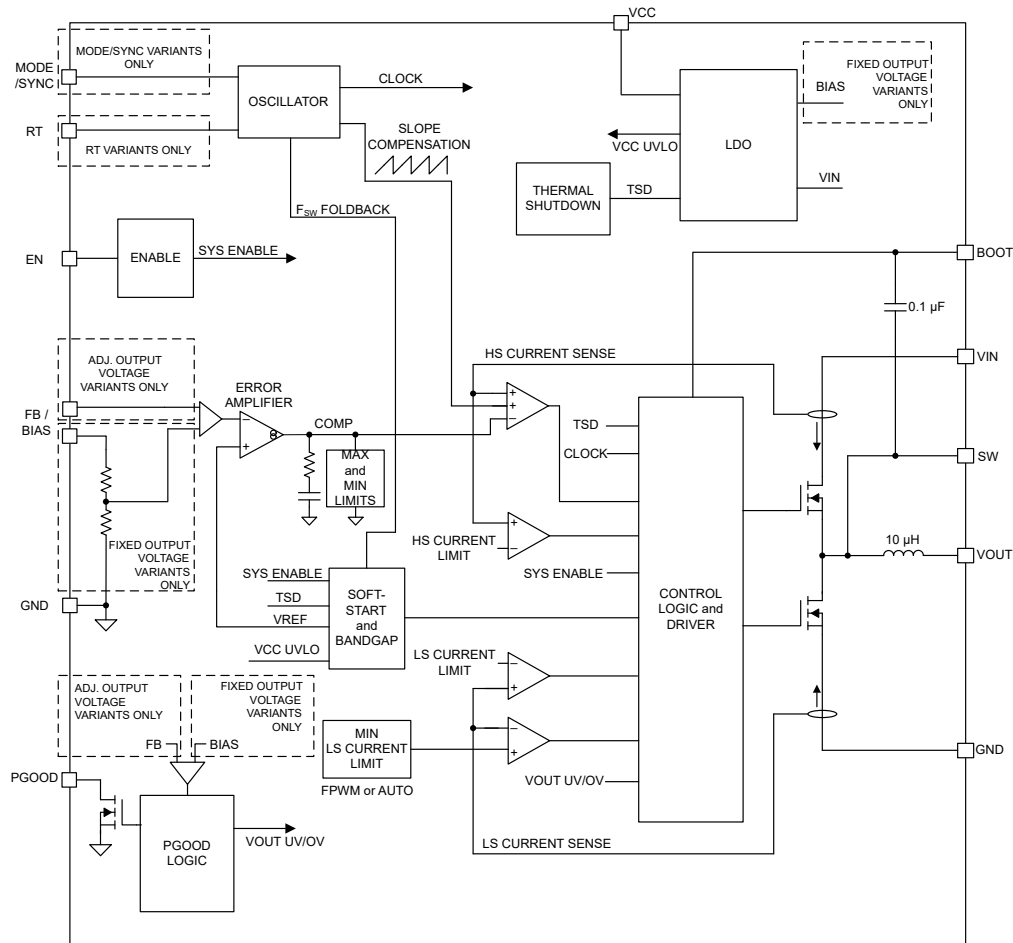 VCC
MODE/SYNC VARIANTS
ONLY
MODE
/SYNC
CLOCK
OSCILLATOR
FIXED OUTPUT
VOLTAGE
VARIANTS
ONLY
BIAS
RT
RT VARIANTS ONLY
SLOPE
COMPENSATION
VCC UVLO
LDO
THERMAL
SHUTDOWN
TSD
VIN
FSW FOLDBACK
EN
ENABLE
SYS ENABLE
BOOT
0.1 µF
ADJ. OUTPUT
VOLTAGE
VARIANTS ONLY
HS CURRENT SENSE
VIN
ERROR
AMPLIFIER
FB /
BIAS
−
+
COMP
+
+
−
TSD
CLOCK
SW
MAX
and
MIN
LIMITS
+
−
HS CURRENT
LIMIT
FIXED OUTPUT
VOLTAGE
VARIANTS
ONLY
10 µH
VOUT
SYS ENABLE
SYS ENABLE
TSD
VREF
VCC UVLO
SOFT-
START
and
BANDGAP
CONTROL
LOGIC and
DRIVER
GND
LS CURRENT
LIMIT
−
+
ADJ. OUTPUT
VOLTAGE
VARIANTS ONLY
FIXED OUTPUT
VOLTAGE
VARIANTS
ONLY
FB
BIAS
MIN
LS CURRENT
LIMIT
−
+
GND
FPWM or AUTO
VOUT UV/OV
PGOOD
PGOOD
LOGIC
VOUT UV/OV
LS CURRENT SENSE